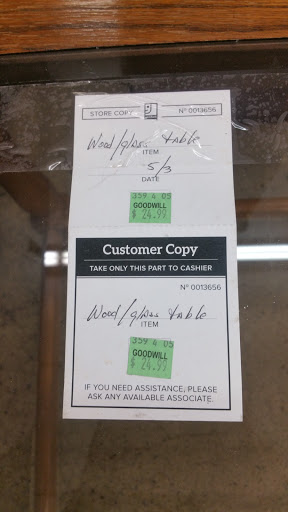 STORE COPY
Nº 0013656
Wood/glass table
ITEM
5/3
DATE
359 4 05
GOODWILL
$ 24.99
Customer Copy
TAKE ONLY THIS PART TO CASHIER
Nº 0013656
Wood/glass table
ITEM
359 4 05
GOODWILL
$ 24.99
IF YOU NEED ASSISTANCE, PLEASE
ASK ANY AVAILABLE ASSOCIATE.